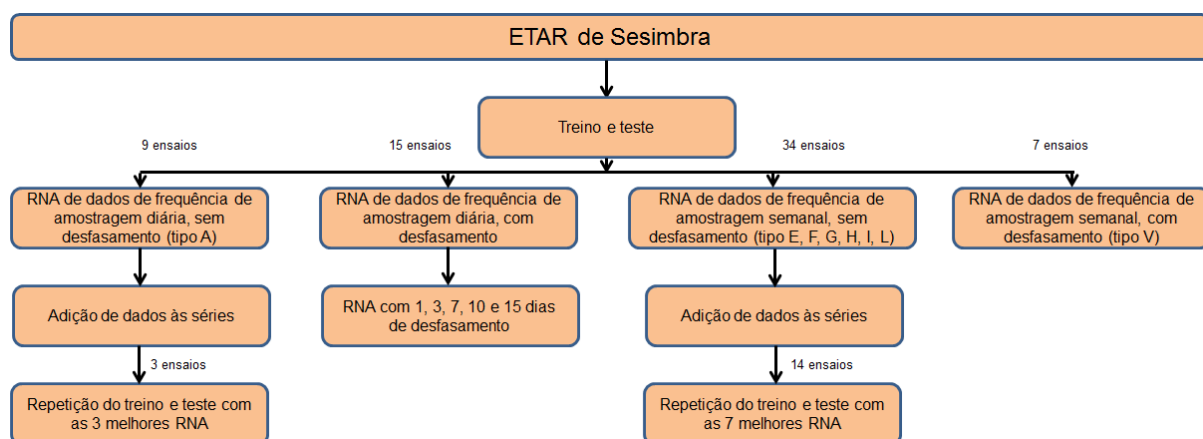 ETAR de Sesimbra
Treino e teste
9 ensaios
15 ensaios
34 ensaios
7 ensaios
RNA de dados de frequência de
amostragem diária, sem
desfasamento (tipo A)
RNA de dados de frequência de
amostragem diária, com
desfasamento
RNA de dados de frequência de
amostragem semanal, sem
desfasamento (tipo E, F, G, H, I, L)
RNA de dados de frequência de
amostragem semanal, com
desfasamento (tipo V)
Adição de dados às séries
RNA com 1, 3, 7, 10 e 15 dias
de desfasamento
Adição de dados às séries
3 ensaios
14 ensaios
Repetição do treino e teste com
as 3 melhores RNA
Repetição do treino e teste com
as 7 melhores RNA